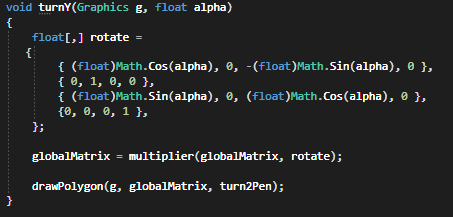 void turnY(Graphics g, float alpha)
{
float[,] rotate =
{
{ (float)Math.Cos(alpha), 0, -(float)Math.Sin(alpha), 0 },
{ 0, 1, 0, 0 },
{ (float)Math.Sin(alpha), 0, (float)Math.Cos(alpha), 0 },
{0, 0, 0, 1 },
};
globalMatrix = multiplier(globalMatrix, rotate);
drawPolygon(g, globalMatrix, turn2Pen);
}